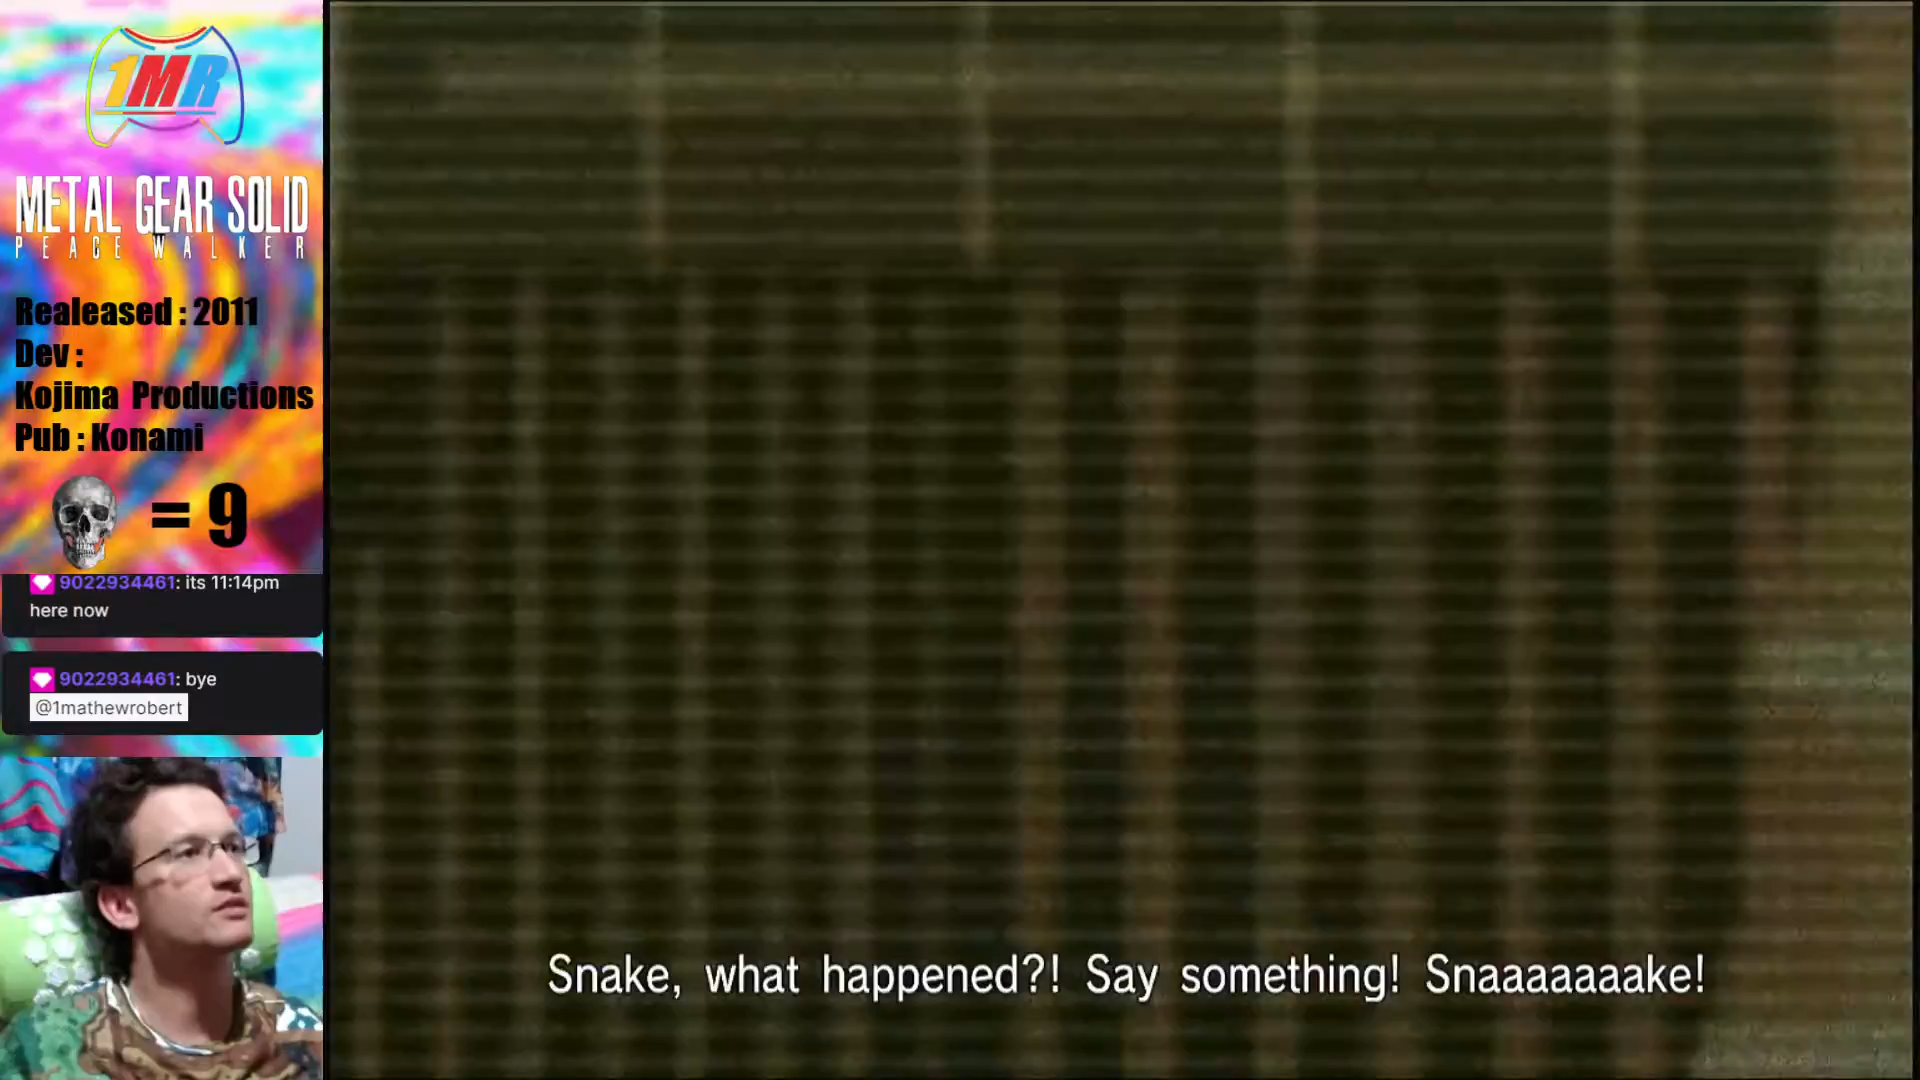 1MR
METAL GEAR SOLID
PEACE WALKER
Realeased : 2011
Dev :
Kojima Productions
Pub : Konami
= 9
9022934461: its 11:14pm
here now
9022934461: bye
@1mathewrobert
Snake, what happened?! Say something! Snaaaaaaake!